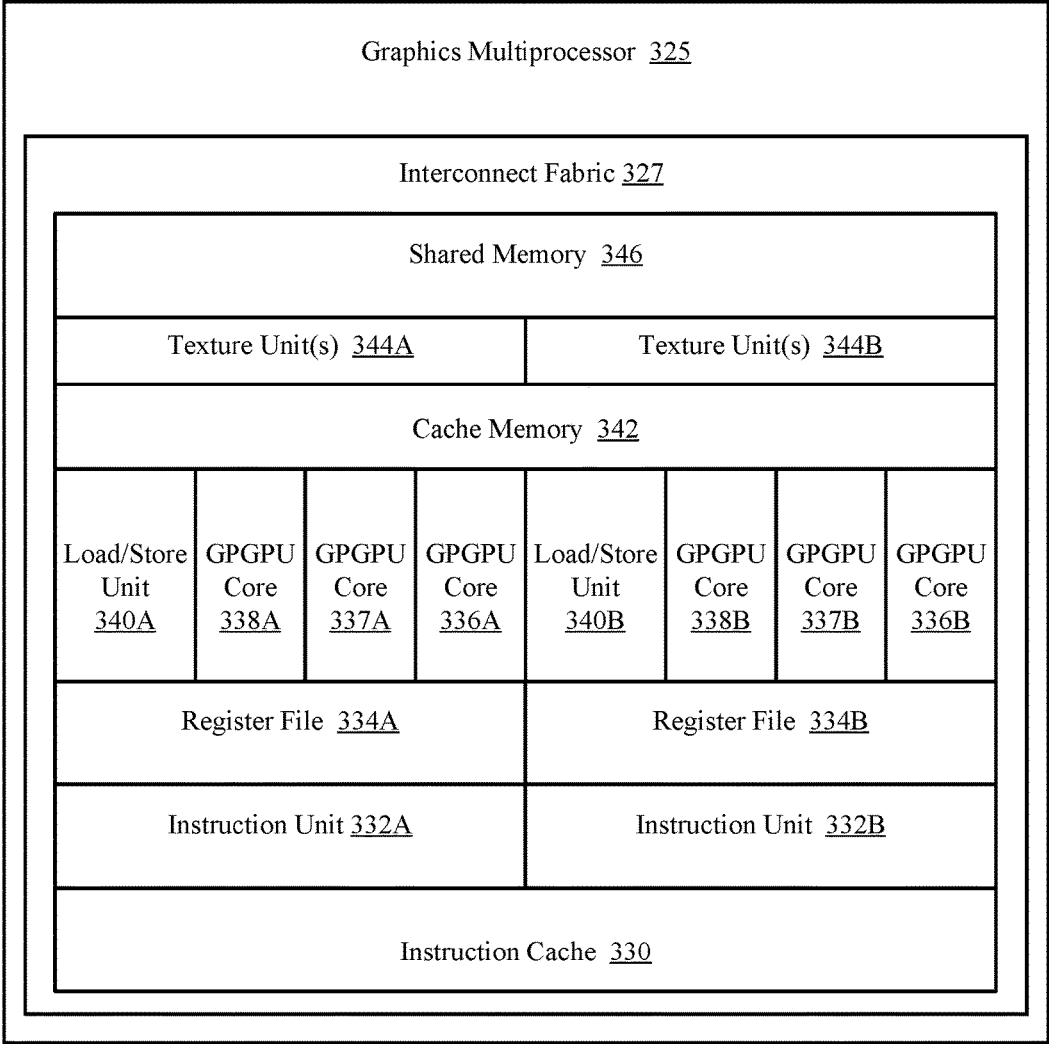 Graphics Multiprocessor 325
Interconnect Fabric 327
Shared Memory 346
Texture Unit(s) 344A
Texture Unit(s) 344B
Cache Memory 342
Load/Store
Unit
340A
GPGPU
Core
338A
GPGPU
Core
337A
GPGPU
Core
336A
Load/Store
Unit
340B
GPGPU
Core
338B
GPGPU
Core
337B
GPGPU
Core
336B
Register File 334A
Register File 334B
Instruction Unit 332A
Instruction Unit 332B
Instruction Cache 330